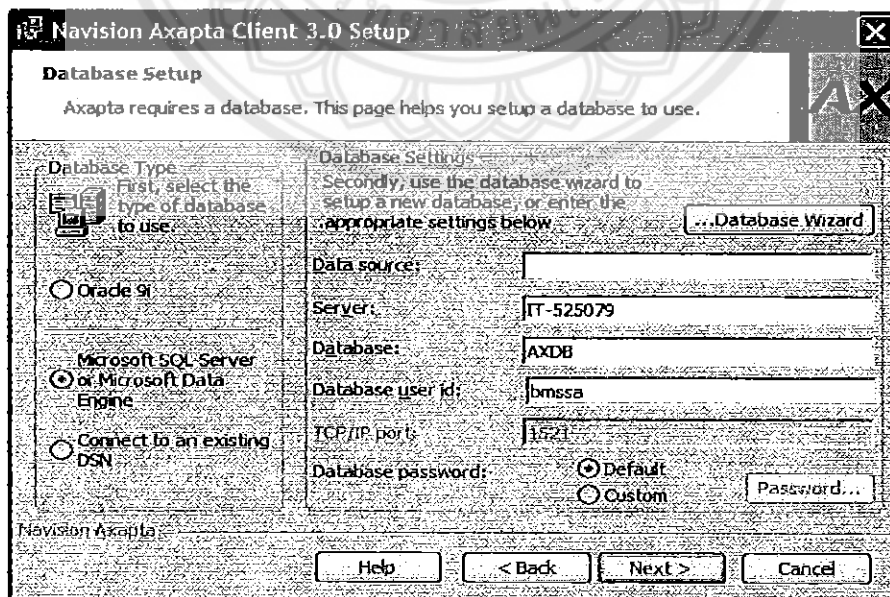 Navision Axapta Client 3.0 Setup
Database Setup
Axapta requires a database. This page helps you setup a database to use.
AX
Database Type
First, select the
type of database
to use.
Oracle 9i
Microsoft SQL Server
or Microsoft Data
Engine
Connect to an existing
DSN
Database Settings
Secondly, use the database wizard to
setup a new database, or enter the
appropriate settings below
...Database Wizard
Data source:
Server: IT-525079
Database: AXDB
Database user id: bmssa
TCP/IP port: 1521
Database password: Default
Custom
Password...
Navision Axapta
Help < Back Next > Cancel